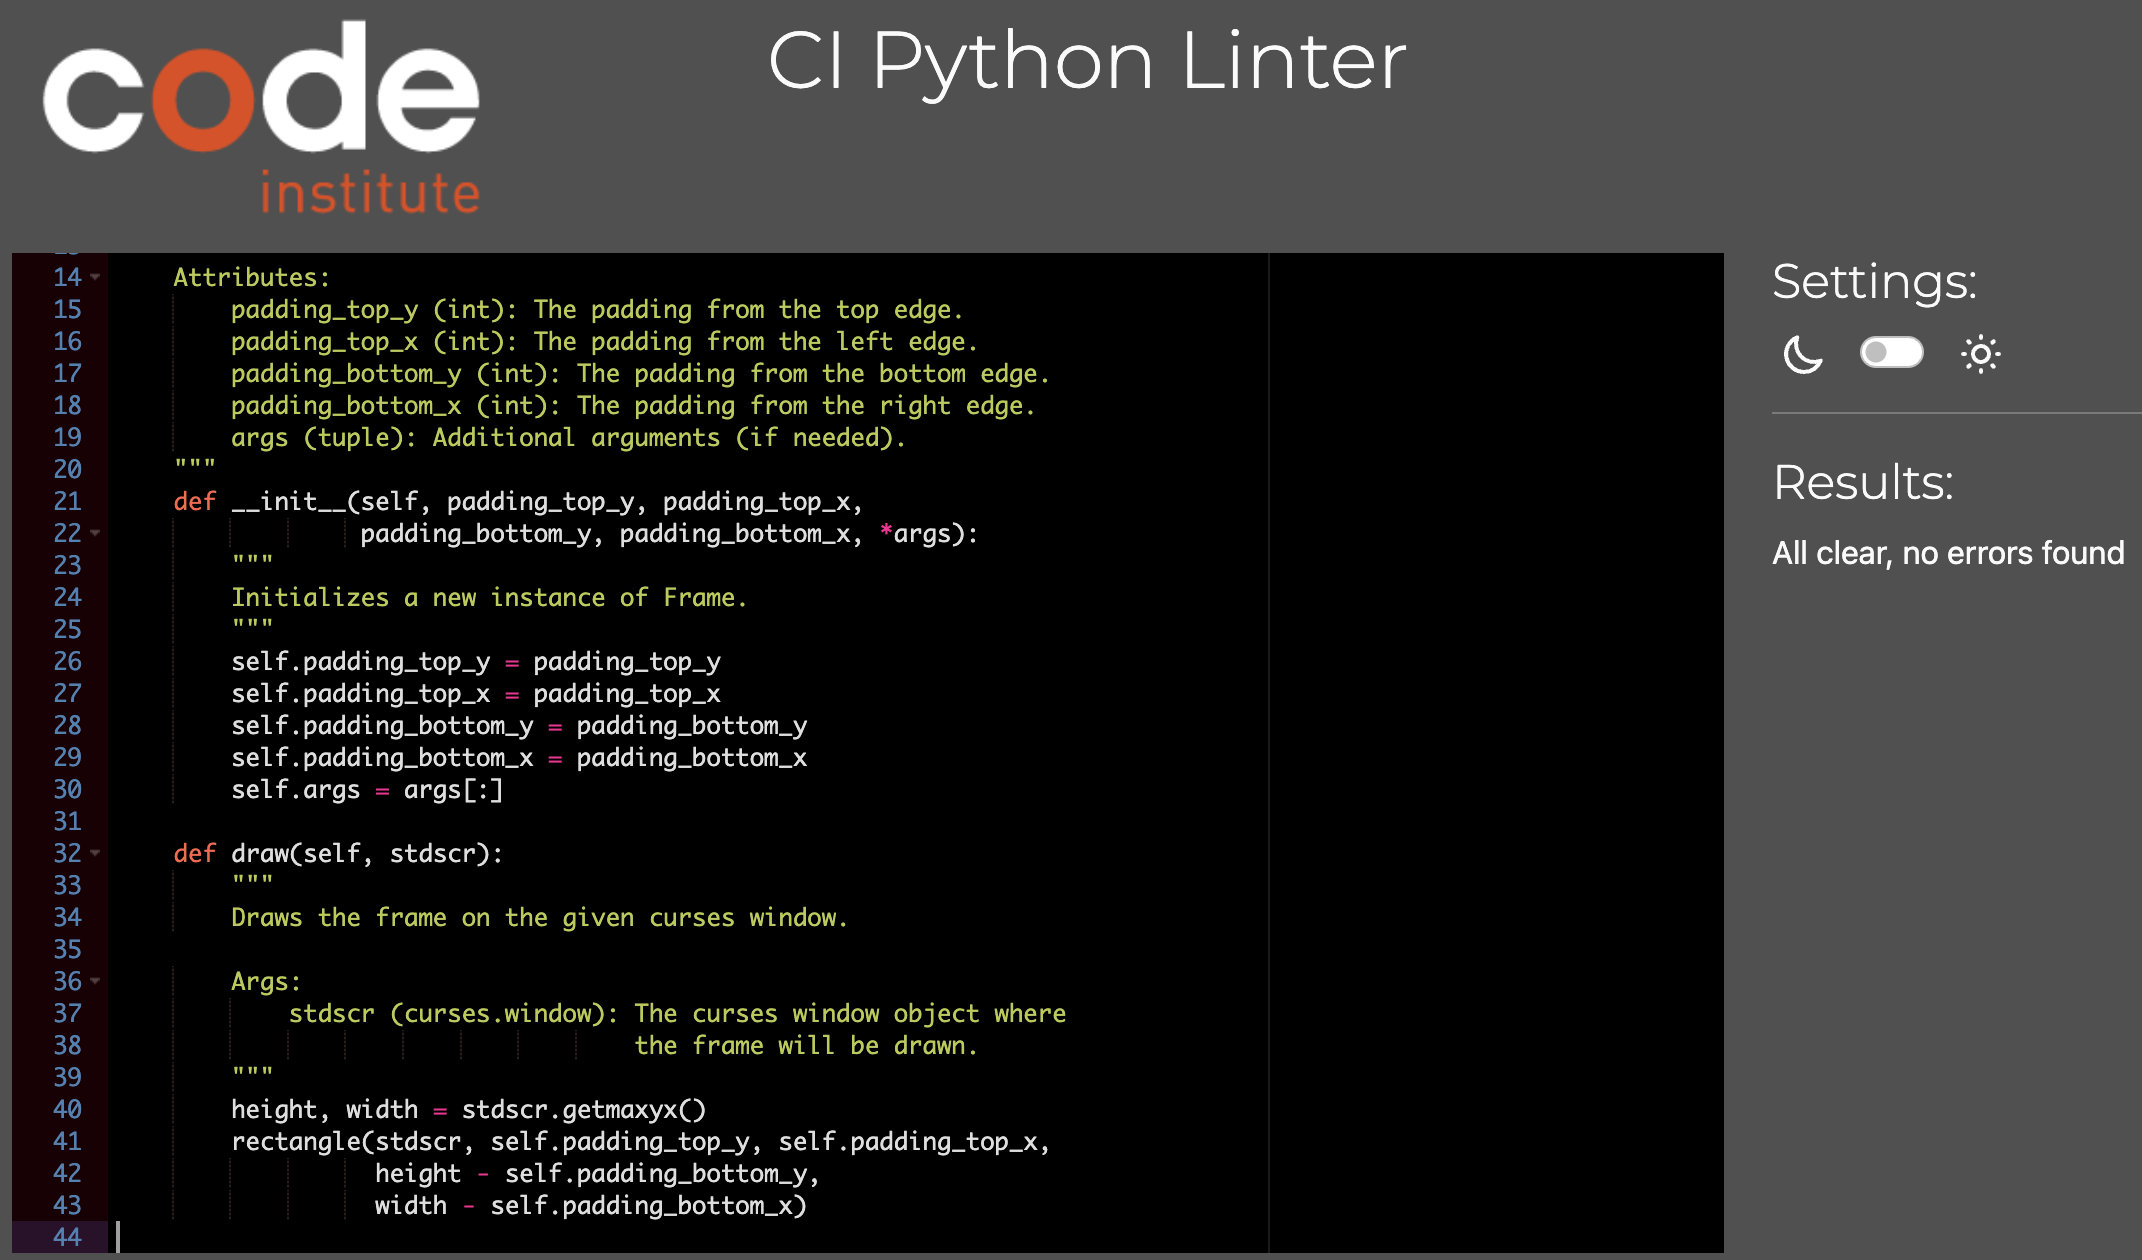 code
institute
CI Python Linter
14 Attributes:
15 padding_top_y (int): The padding from the top edge.
16 padding_top_x (int): The padding from the left edge.
17 padding_bottom_y (int): The padding from the bottom edge.
18 padding_bottom_x (int): The padding from the right edge.
19 args (tuple): Additional arguments (if needed).
20 """
21 def __init__(self, padding_top_y, padding_top_x,
22 padding_bottom_y, padding_bottom_x, *args):
23 """
24 Initializes a new instance of Frame.
25 """
26 self.padding_top_y = padding_top_y
27 self.padding_top_x = padding_top_x
28 self.padding_bottom_y = padding_bottom_y
29 self.padding_bottom_x = padding_bottom_x
30 self.args = args[:]
31
32 def draw(self, stdscr):
33 """
34 Draws the frame on the given curses window.
35
36 Args:
37 stdscr (curses.window): The curses window object where
38 the frame will be drawn.
39 """
40 height, width = stdscr.getmaxyx()
41 rectangle(stdscr, self.padding_top_y, self.padding_top_x,
42 height - self.padding_bottom_y,
43 width - self.padding_bottom_x)
44
Settings:
Results:
All clear, no errors found